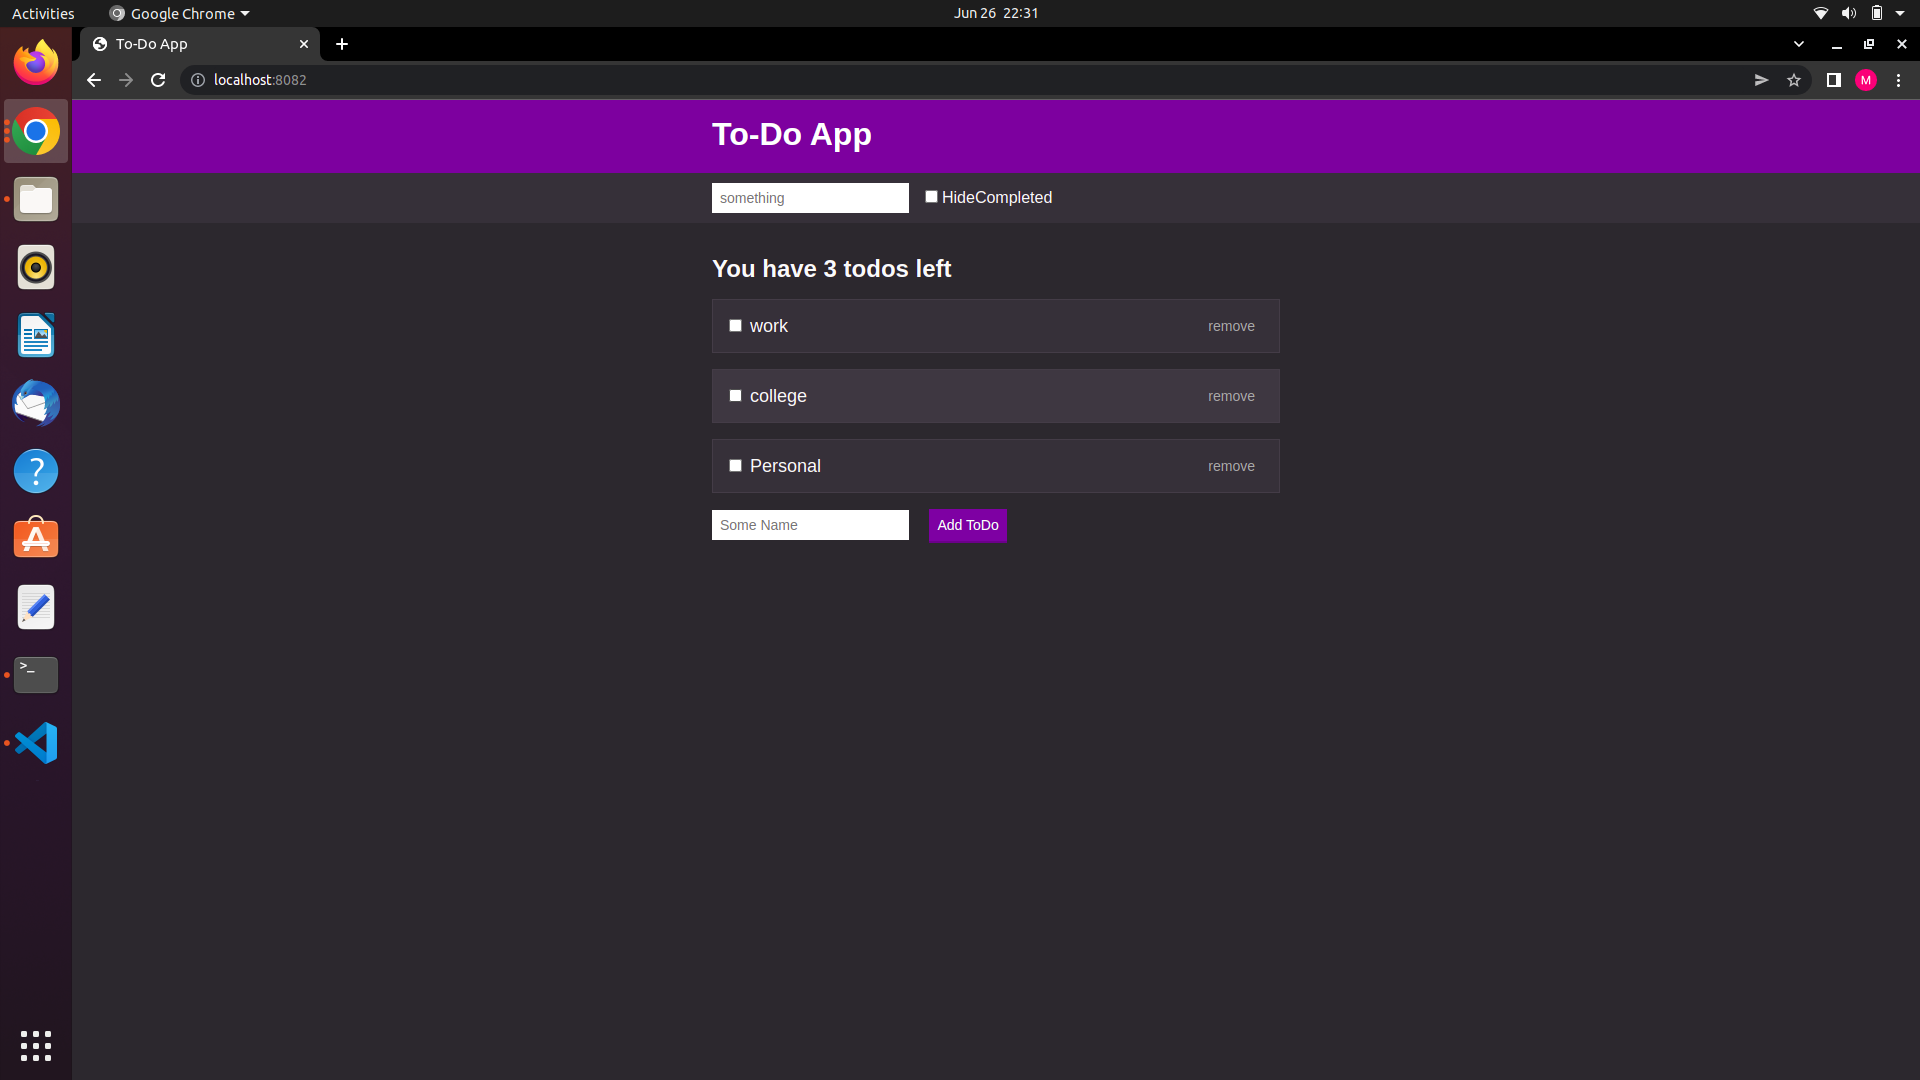 Activities
Google Chrome
Jun 26 22:31
To-Do App
localhost:8082
M
To-Do App
something
HideCompleted
You have 3 todos left
work
remove
college
remove
Personal
remove
Some Name
Add ToDo